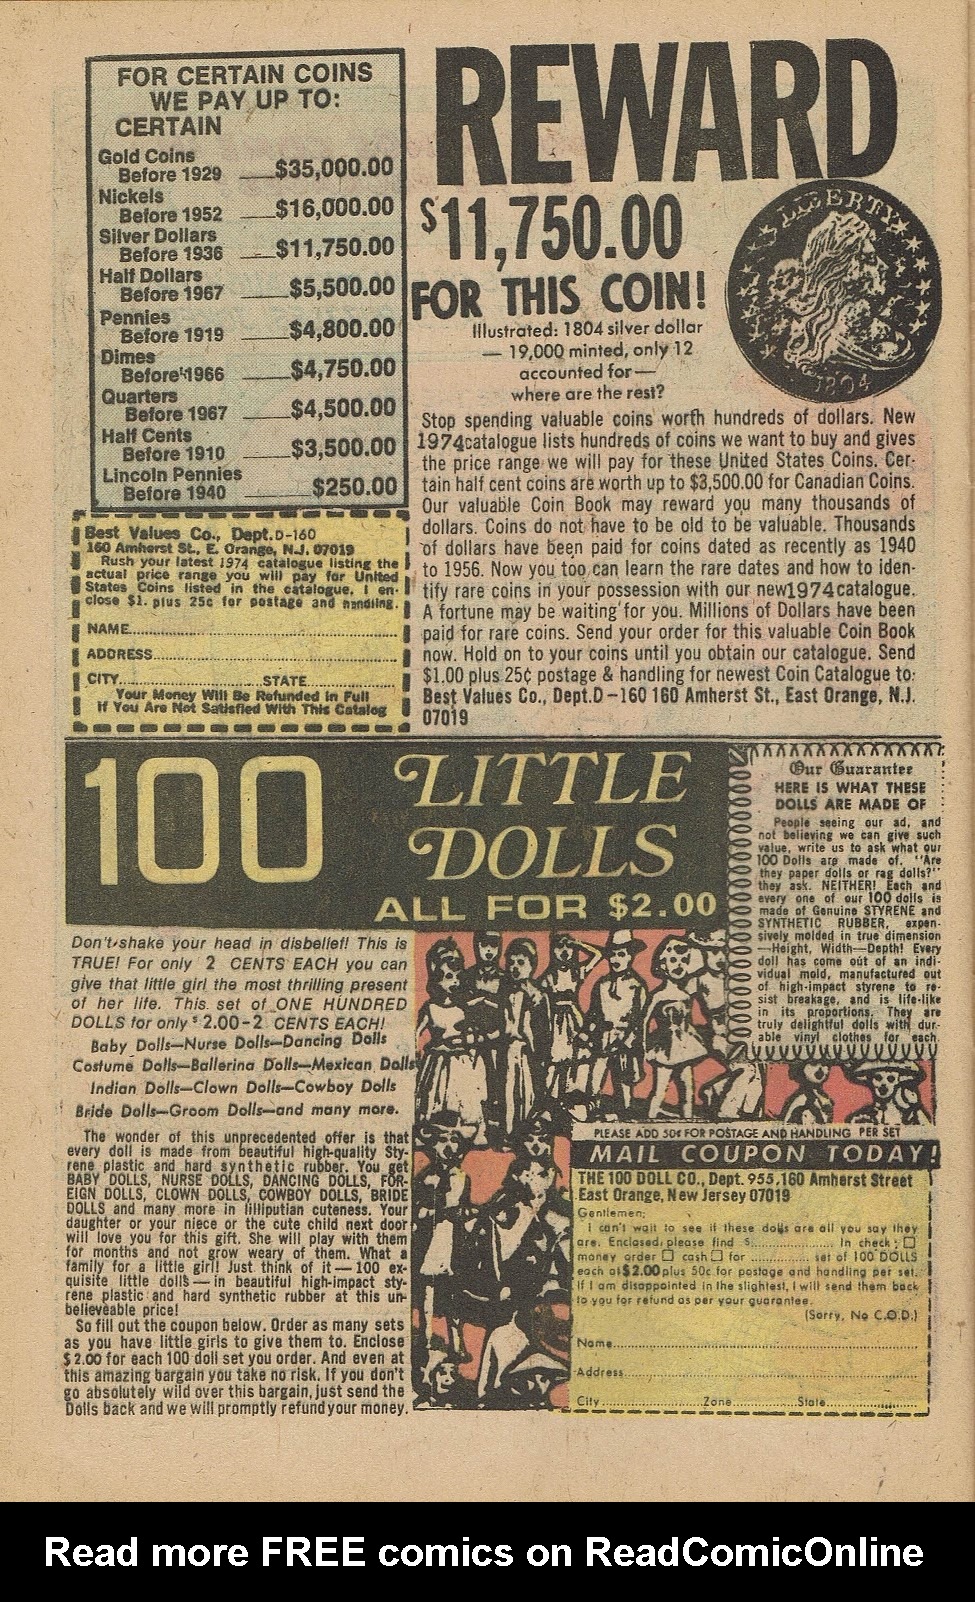 FOR CERTAIN COINS
WE PAY UP TO:
CERTAIN
Gold Coins
Before 1929 $35,000.00
Nickels
Before 1952 $16,000.00
Silver Dollars
Before 1936 $11,750.00
Half Dollars
Before 1967 $5,500.00
Pennies
Before 1919 $4,800.00
Dimes
Before 1966 $4,750.00
Quarters
Before 1967 $4,500.00
Half Cents
Before 1910 $3,500.00
Lincoln Pennies
Before 1940 $250.00
Best Values Co., Dept. D-160
160 Amherst St., E. Orange, N.J. 07019
Rush your latest 1974 catalogue listing the
actual price range you will pay for United
States Coins listed in the catalogue. I en-
close $1. plus 25c for postage and handling.
NAME
ADDRESS
CITY STATE
Your Money Will Be Refunded in Full
If You Are Not Satisfied With This Catalog
REWARD
$11,750.00
FOR THIS COIN!
LIBERTY
1804
Illustrated: 1804 silver dollar
— 19,000 minted, only 12
accounted for—
where are the rest?
Stop spending valuable coins worth hundreds of dollars. New
1974 catalogue lists hundreds of coins we want to buy and gives
the price range we will pay for these United States Coins. Cer-
tain half cent coins are worth up to $3,500.00 for Canadian Coins.
Our valuable Coin Book may reward you many thousands of
dollars. Coins do not have to be old to be valuable. Thousands
of dollars have been paid for coins dated as recently as 1940
to 1956. Now you too can learn the rare dates and how to iden-
tify rare coins in your possession with our new 1974 catalogue.
A fortune may be waiting for you. Millions of Dollars have been
paid for rare coins. Send your order for this valuable Coin Book
now. Hold on to your coins until you obtain our catalogue. Send
$1.00 plus 25¢ postage & handling for newest Coin Catalogue to:
Best Values Co., Dept. D-160 160 Amherst St., East Orange, N.J.
07019
100 LITTLE
DOLLS
ALL FOR $2.00
Don't shake your head in disbelief! This is
TRUE! For only 2 CENTS EACH you can
give that little girl the most thrilling present
of her life. This set of ONE HUNDRED
DOLLS for only $2.00-2 CENTS EACH!
Baby Dolls—Nurse Dolls—Dancing Dolls
Costume Dolls—Ballerina Dolls—Mexican Dolls
Indian Dolls—Clown Dolls—Cowboy Dolls
Bride Dolls—Groom Dolls—and many more.
The wonder of this unprecedented offer is that
every doll is made from beautiful high-quality Sty-
rene plastic and hard synthetic rubber. You get
BABY DOLLS, NURSE DOLLS, DANCING DOLLS, FOR-
EIGN DOLLS, CLOWN DOLLS, COWBOY DOLLS, BRIDE
DOLLS and many more in lilliputian cuteness. Your
daughter or your niece or the cute child next door
will love you for this gift. She will play with them
for months and not grow weary of them. What a
family for a little girl! Just think of it — 100 ex-
quisite little dolls — in beautiful high-impact sty-
rene plastic and hard synthetic rubber at this un-
believeable price!
So fill out the coupon below. Order as many sets
as you have little girls to give them to. Enclose
$2.00 for each 100 doll set you order. And even at
this amazing bargain you take no risk. If you don't
go absolutely wild over this bargain, just send the
Dolls back and we will promptly refund your money.
Our Guarantee
HERE IS WHAT THESE
DOLLS ARE MADE OF
People seeing our ad, and
not believing we can give such
value, write us to ask what our
100 Dolls are made of. "Are
they paper dolls or rag dolls?"
they ask. NEITHER! Each and
every one of our 100 dolls is
made of Genuine STYRENE and
SYNTHETIC RUBBER, expen-
sively molded in true dimension
—Height, Width—Depth! Every
doll has come out of an indi-
vidual mold, manufactured out
of high-impact styrene to re-
sist breakage, and is life-like
in its proportions. They are
truly delightful dolls with dur-
able vinyl clothes for each.
PLEASE ADD 50¢ FOR POSTAGE AND HANDLING PER SET
MAIL COUPON TODAY!
THE 100 DOLL CO., Dept. 955, 160 Amherst Street
East Orange, New Jersey 07019
Gentlemen;
I can't wait to see if these dolls are all you say they
are. Enclosed please find $ In check
money order cash for set of 100 DOLLS
each at $2.00 plus 50c for postage and handling per set.
If I am disappointed in the slightest, I will send them back
to you for refund as per your guarantee.
(Sorry, No C.O.D.)
Name
Address
City Zone State
Read more FREE comics on ReadComicOnline